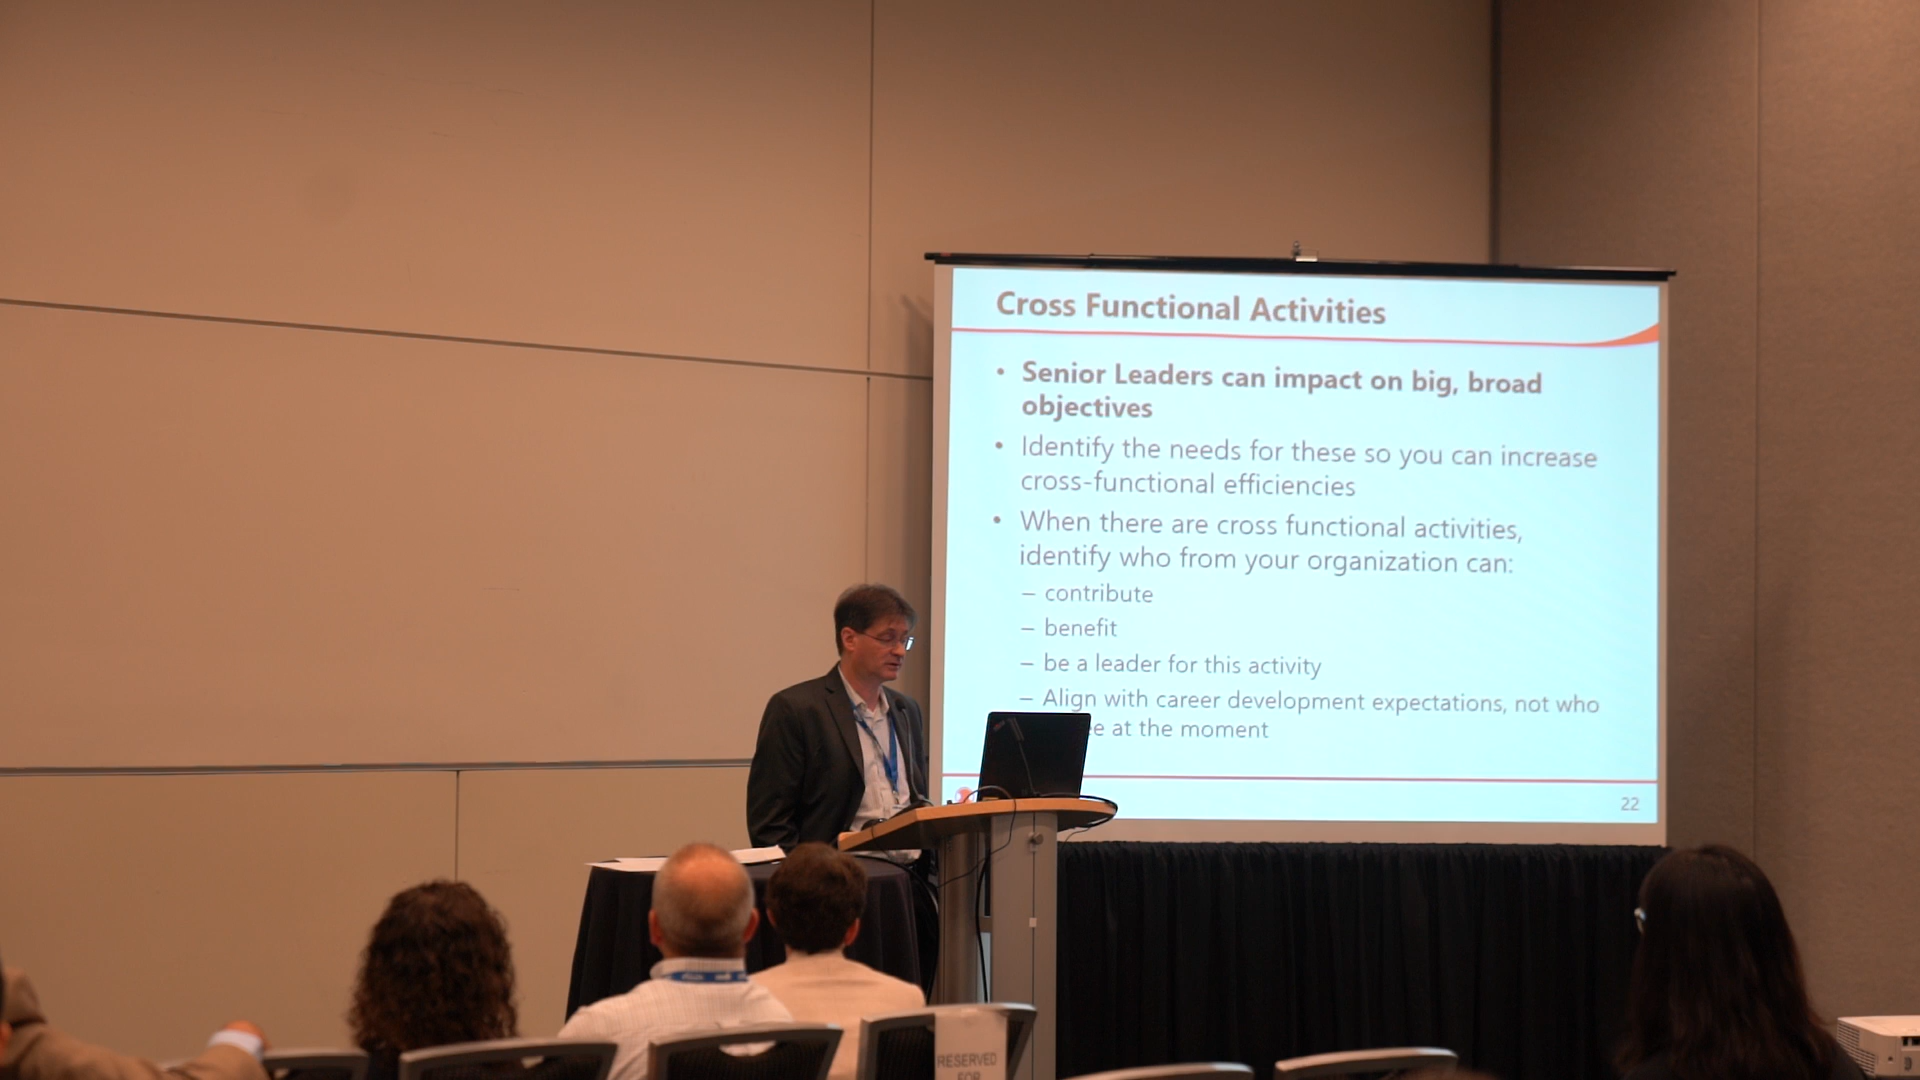 Cross Functional Activities
• Senior Leaders can impact on big, broad
objectives
• Identify the needs for these so you can increase
cross-functional efficiencies
• When there are cross functional activities,
identify who from your organization can:
– contribute
– benefit
– be a leader for this activity
– Align with career development expectations, not who
at the moment
22
RESERVED
FOR